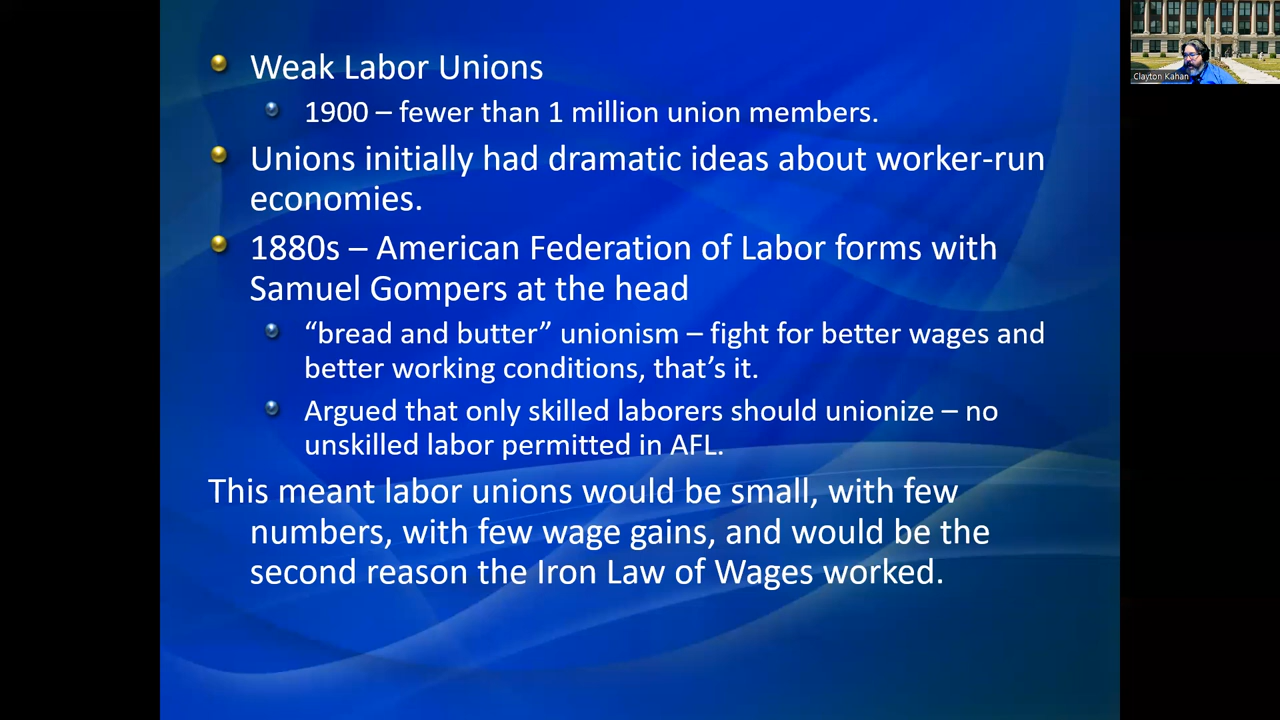 Weak Labor Unions
1900 – fewer than 1 million union members.
Unions initially had dramatic ideas about worker-run
economies.
1880s – American Federation of Labor forms with
Samuel Gompers at the head
“bread and butter” unionism – fight for better wages and
better working conditions, that’s it.
Argued that only skilled laborers should unionize – no
unskilled labor permitted in AFL.
This meant labor unions would be small, with few
numbers, with few wage gains, and would be the
second reason the Iron Law of Wages worked.
Clayton Kahan